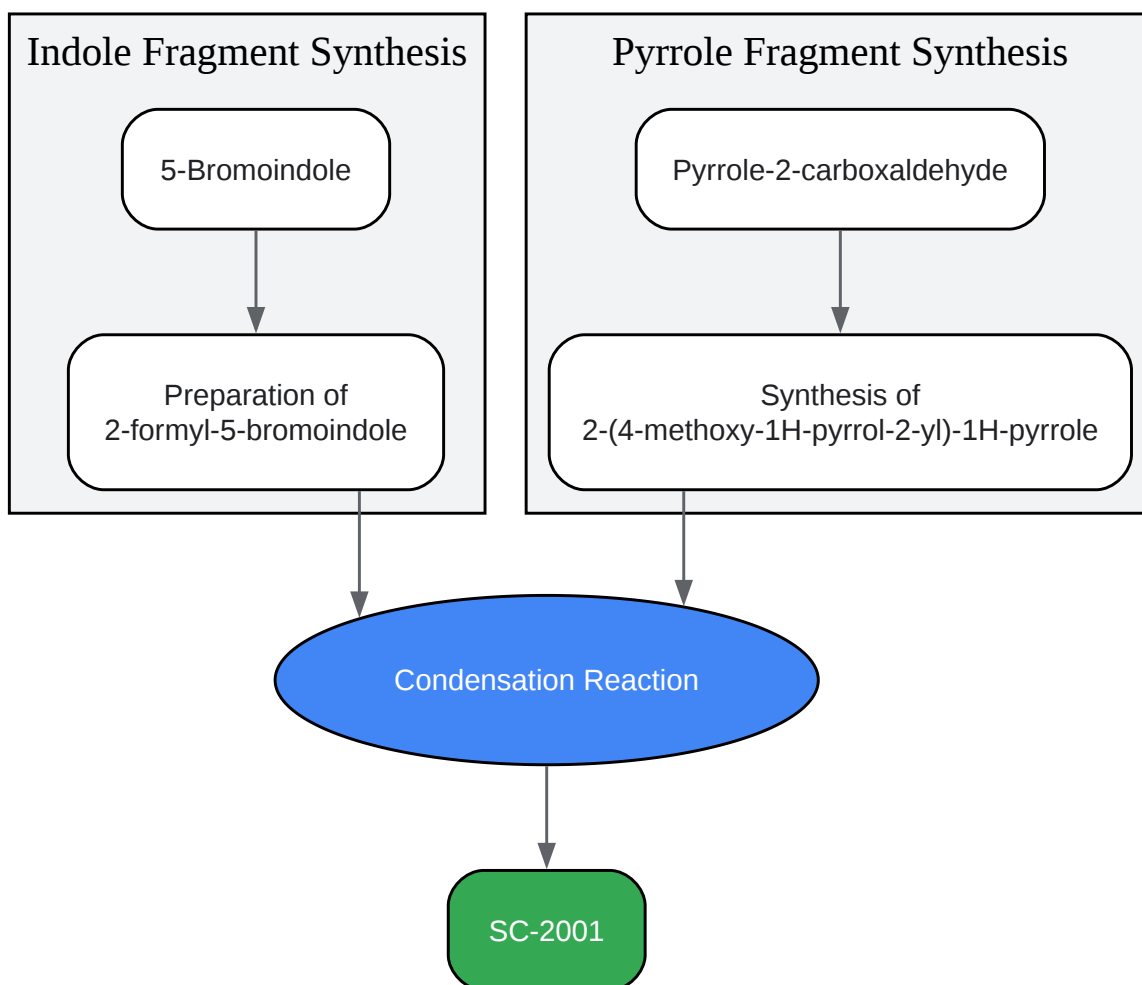 Indole Fragment Synthesis
Pyrrole Fragment Synthesis
5-Bromoindole
Pyrrole-2-carboxaldehyde
Preparation of
2-formyl-5-bromoindole
Synthesis of
2-(4-methoxy-1H-pyrrol-2-yl)-1H-pyrrole
Condensation Reaction
SC-2001